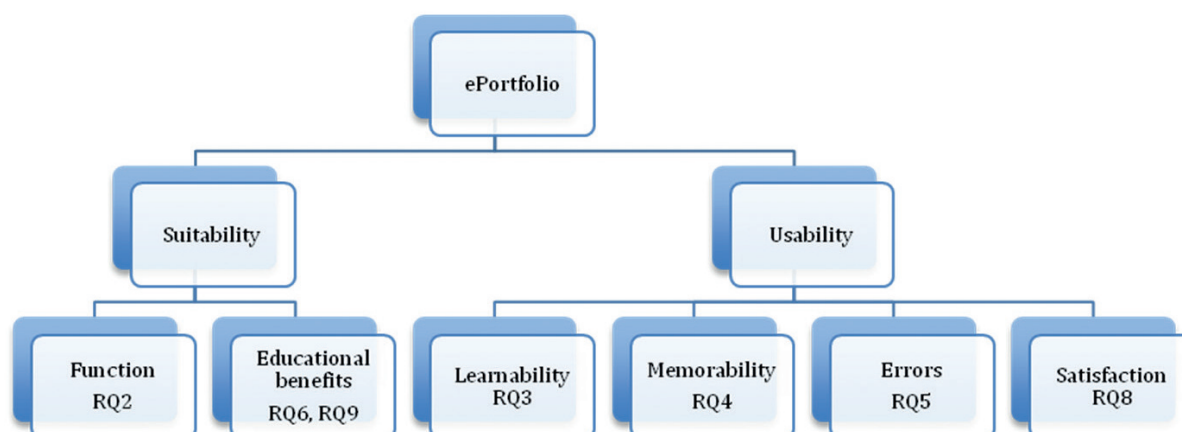 ePortfolio
Suitability
Usability
Function
RQ2
Educational
benefits
RQ6, RQ9
Learnability
RQ3
Memorability
RQ4
Errors
RQ5
Satisfaction
RQ8